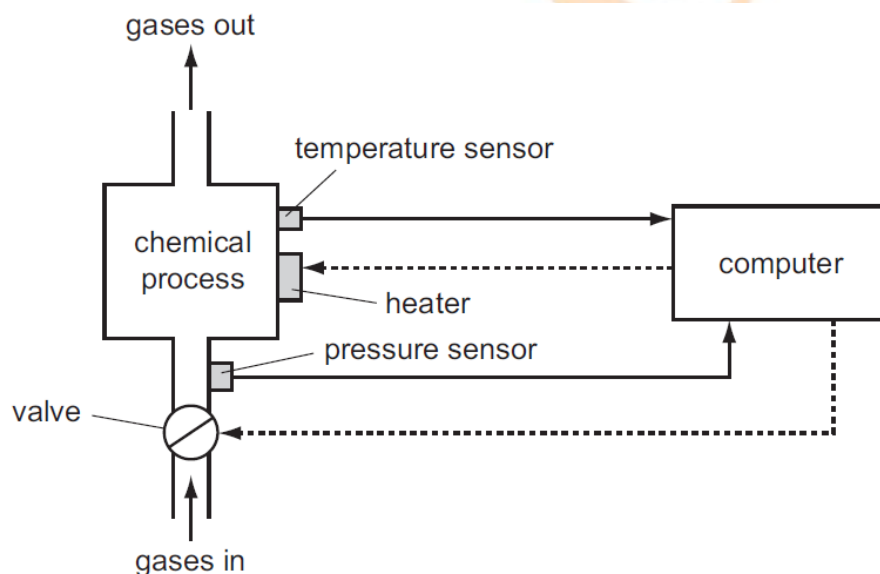 gases out
temperature sensor
chemical
process
computer
heater
pressure sensor
valve
gases in